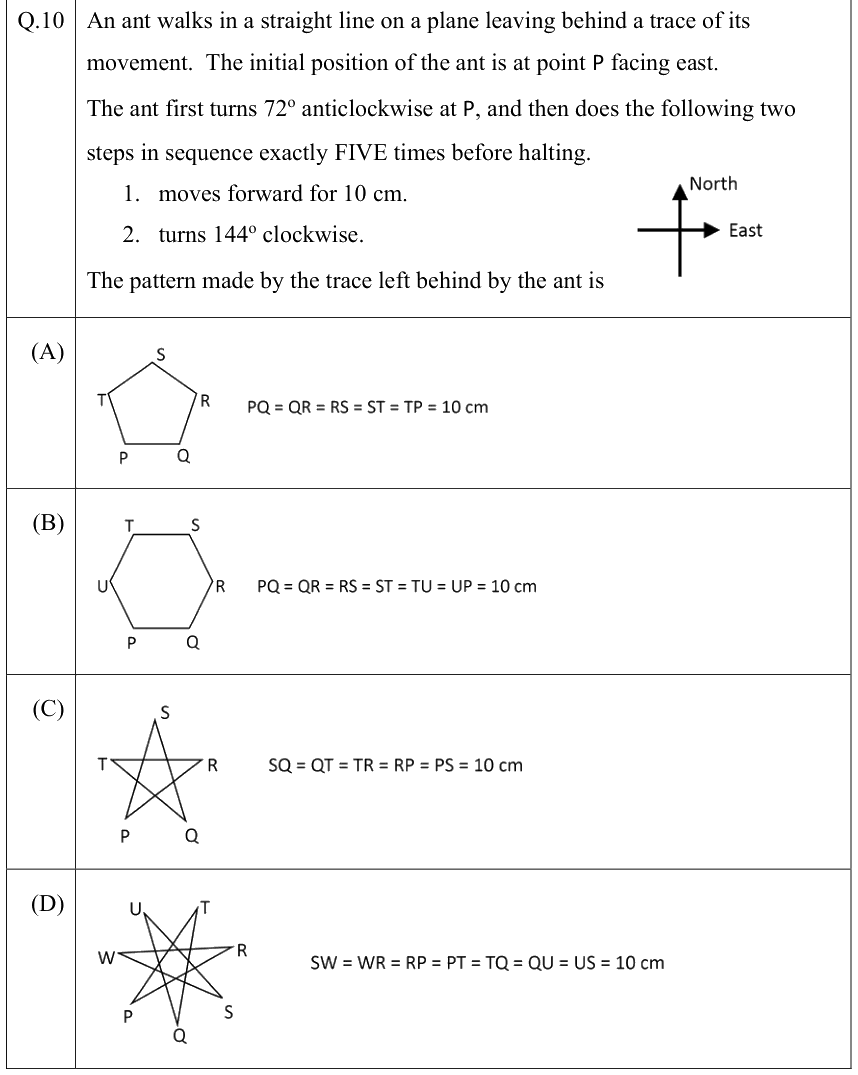 Q.10 An ant walks in a straight line on a plane leaving behind a trace of its
movement. The initial position of the ant is at point P facing east.
The ant first turns 72º anticlockwise at P, and then does the following two
steps in sequence exactly FIVE times before halting.
1. moves forward for 10 cm.
2. turns 144º clockwise.
North
East
The pattern made by the trace left behind by the ant is
(A)
S
T
R
P
Q
PQ = QR = RS = ST = TP = 10 cm
(B)
T
S
U
R
P
Q
PQ = QR = RS = ST = TU = UP = 10 cm
(C)
S
T
R
P
Q
SQ = QT = TR = RP = PS = 10 cm
(D)
U
T
W
R
P
S
Q
SW = WR = RP = PT = TQ = QU = US = 10 cm